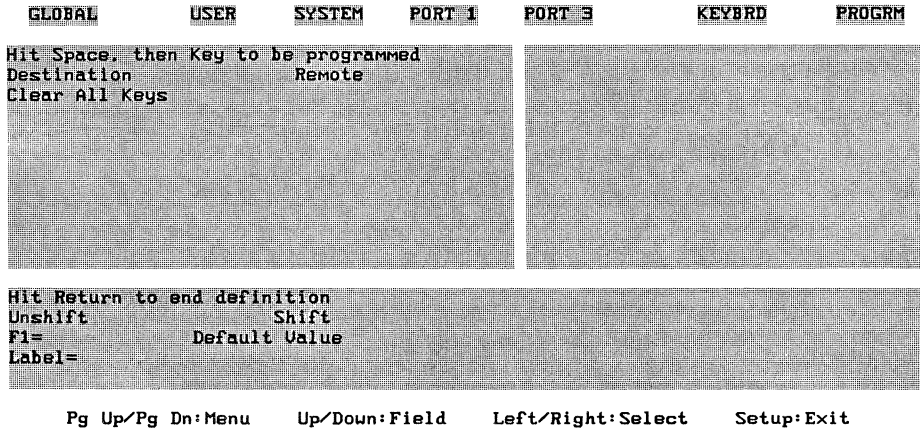 GLOBAL USER SYSTEM PORT 1 PORT 3 KEYBRD PROGRM
Hit Space, then Key to be programmed
Destination Remote
Clear All Keys
Hit Return to end definition
Unshift Shift
F1= Default Value
Label=
Pg Up/Pg Dn:Menu Up/Down:Field Left/Right:Select Setup:Exit